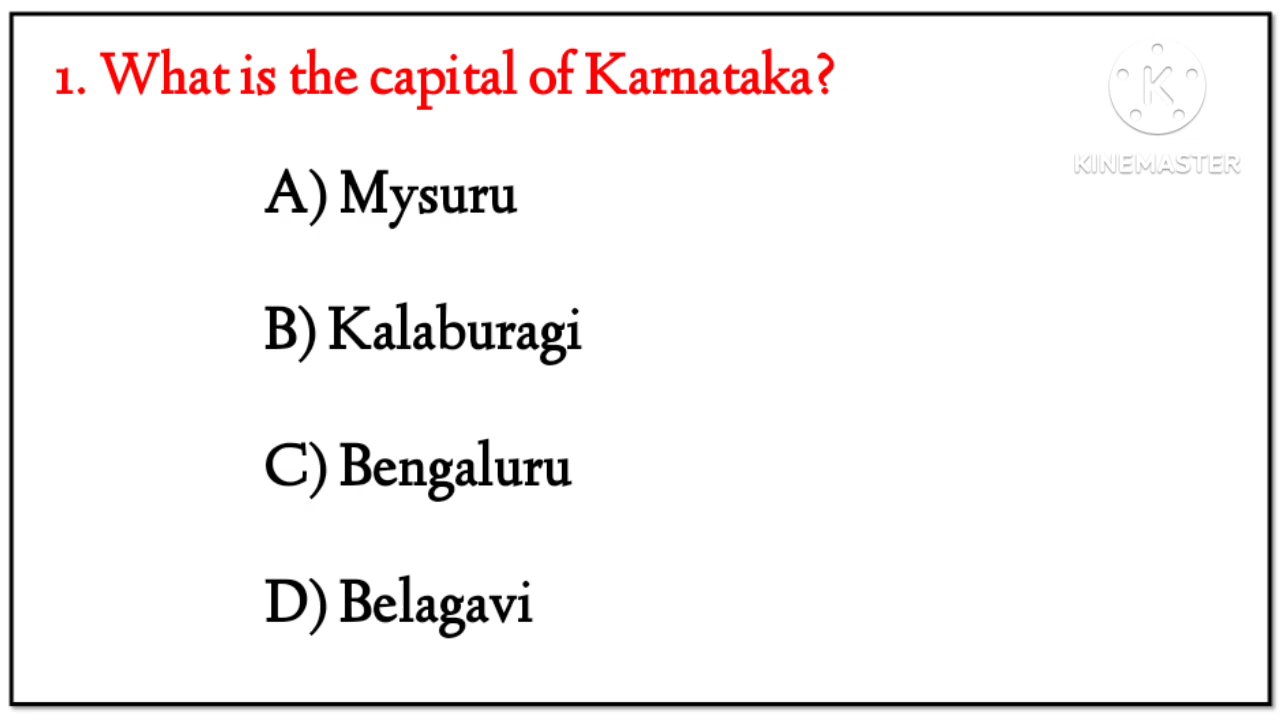 1. What is the capital of Karnataka?
K
KINEMASTER
A) Mysuru
B) Kalaburagi
C) Bengaluru
D) Belagavi